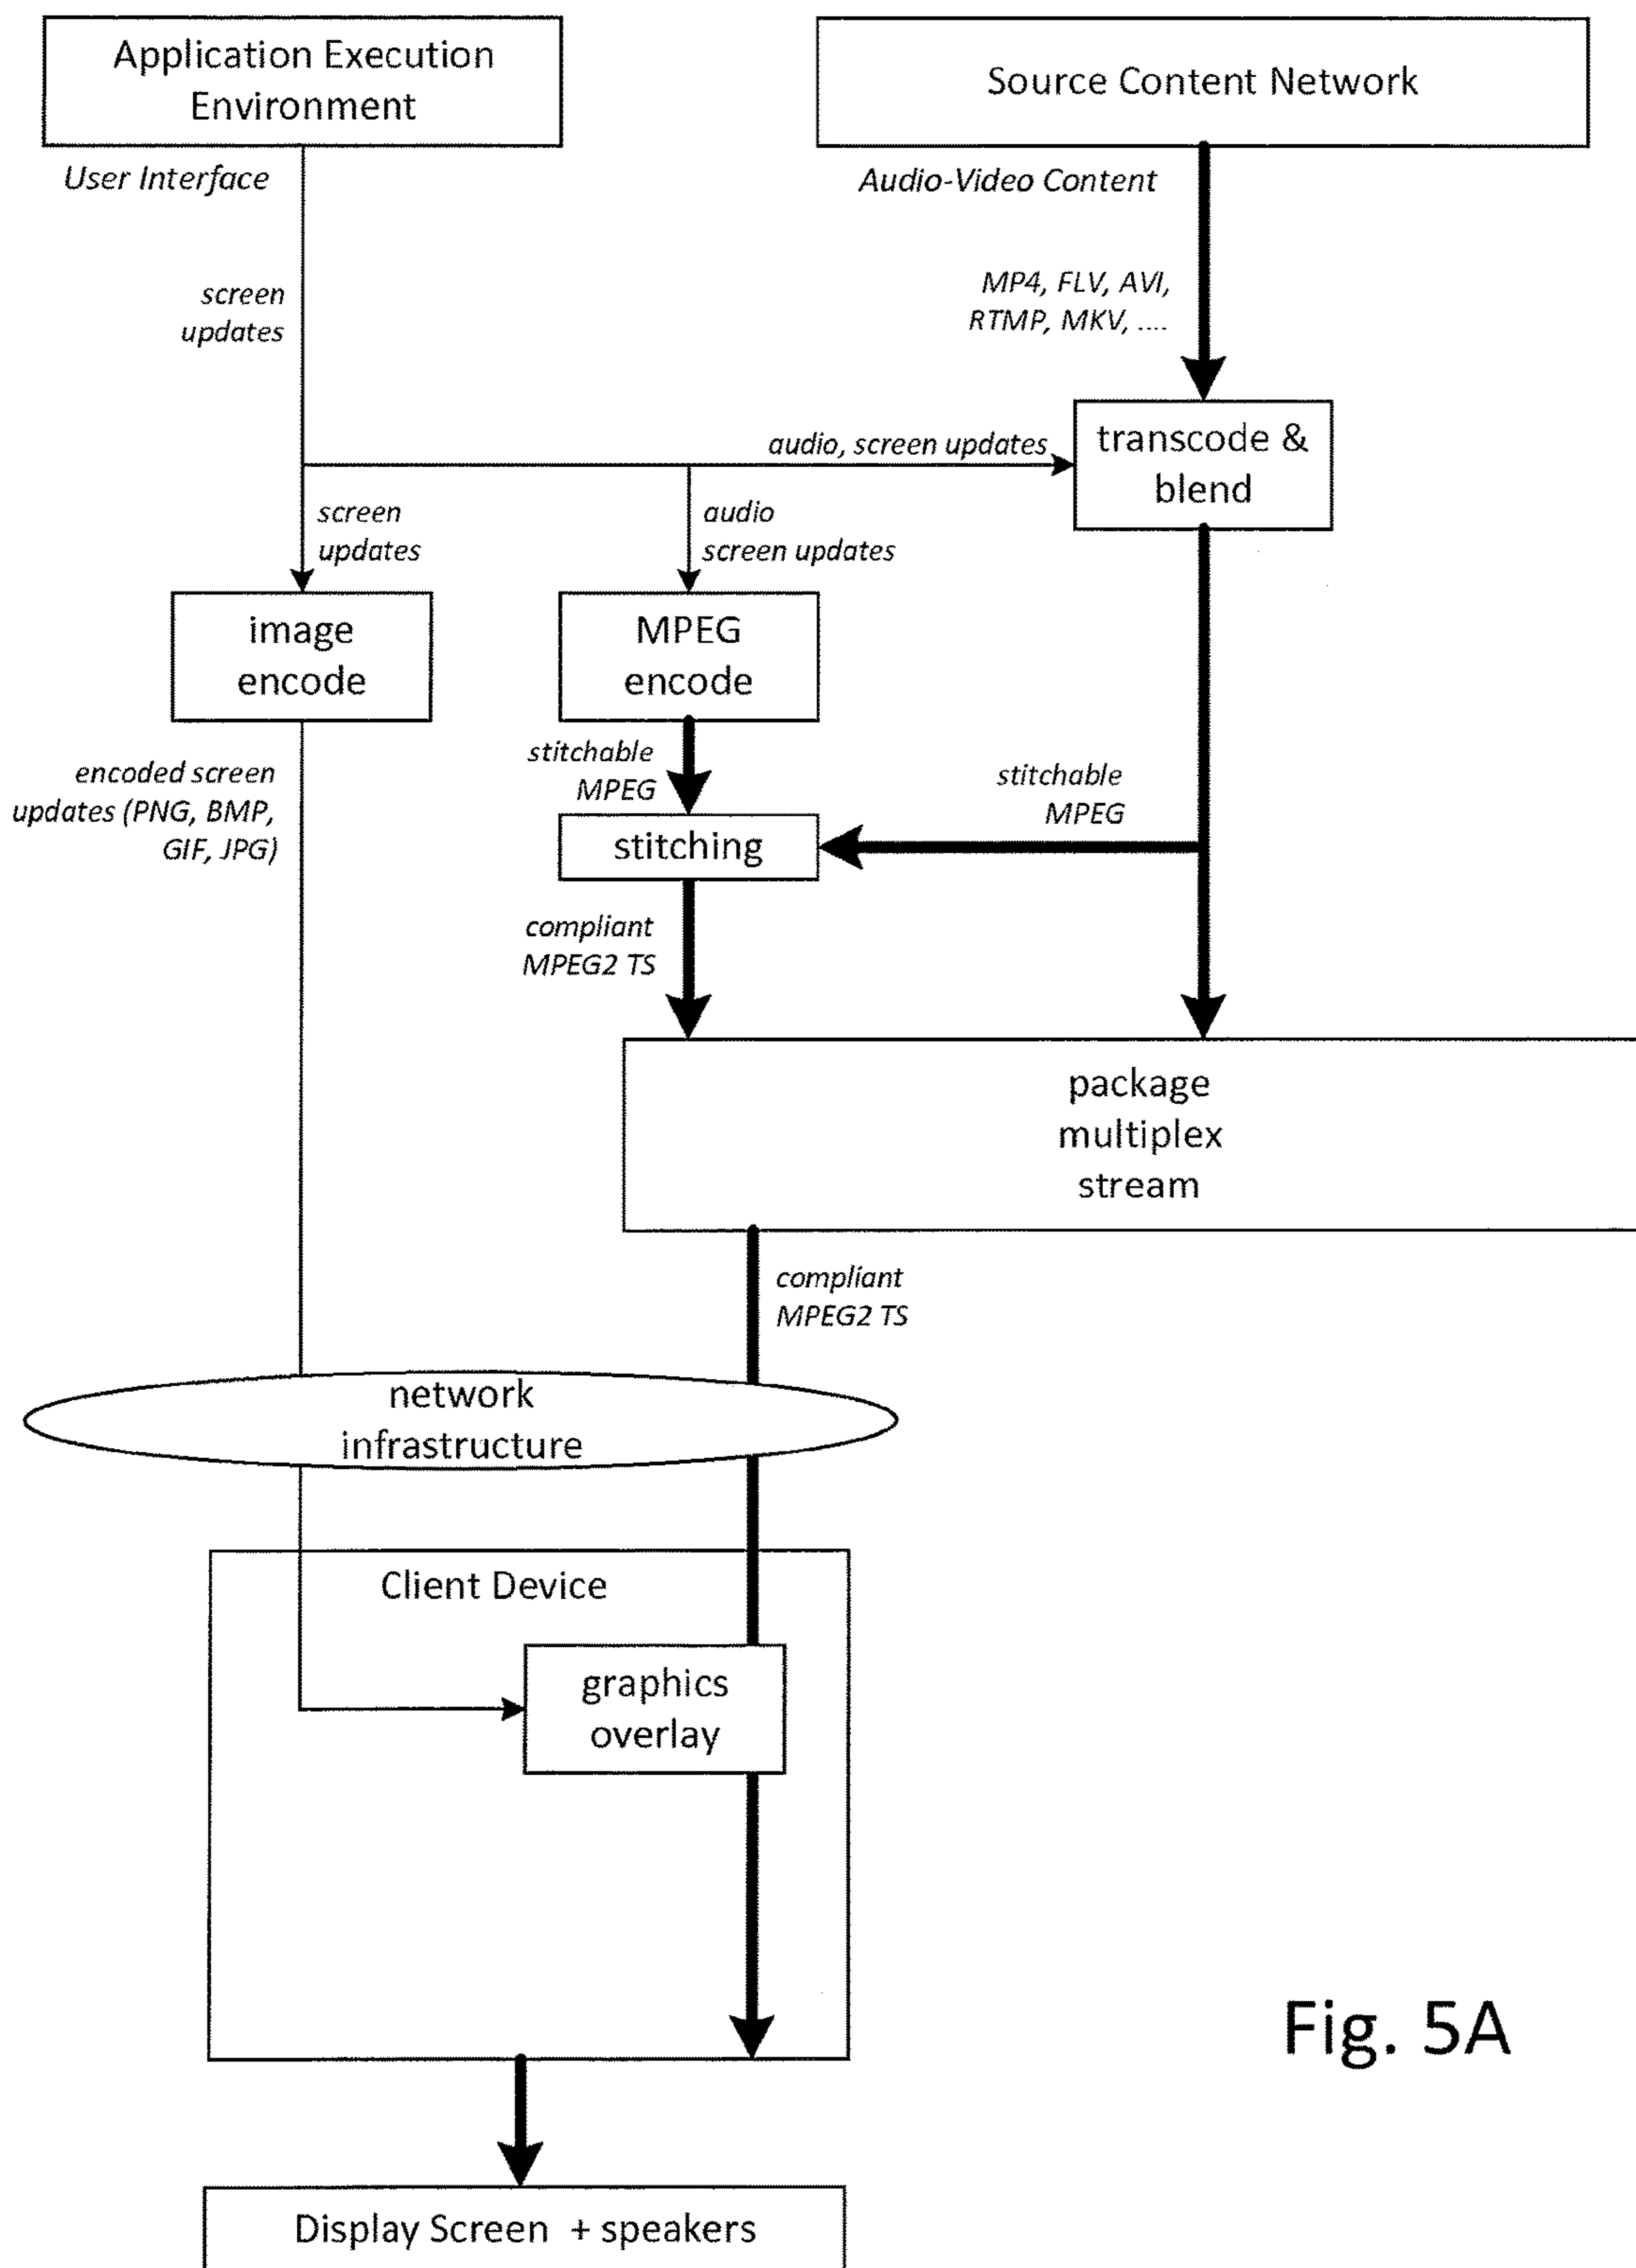 Application Execution
Environment
Source Content Network
User Interface
Audio-Video Content
screen
updates
MP4, FLV, AVI,
RTMP, MKV, ....
audio, screen updates
transcode &
blend
screen
updates
audio
screen updates
image
encode
MPEG
encode
encoded screen
updates (PNG, BMP,
GIF, JPG)
stitchable
MPEG
stitchable
MPEG
stitching
compliant
MPEG2 TS
package
multiplex
stream
compliant
MPEG2 TS
network
infrastructure
Client Device
graphics
overlay
Fig. 5A
Display Screen + speakers